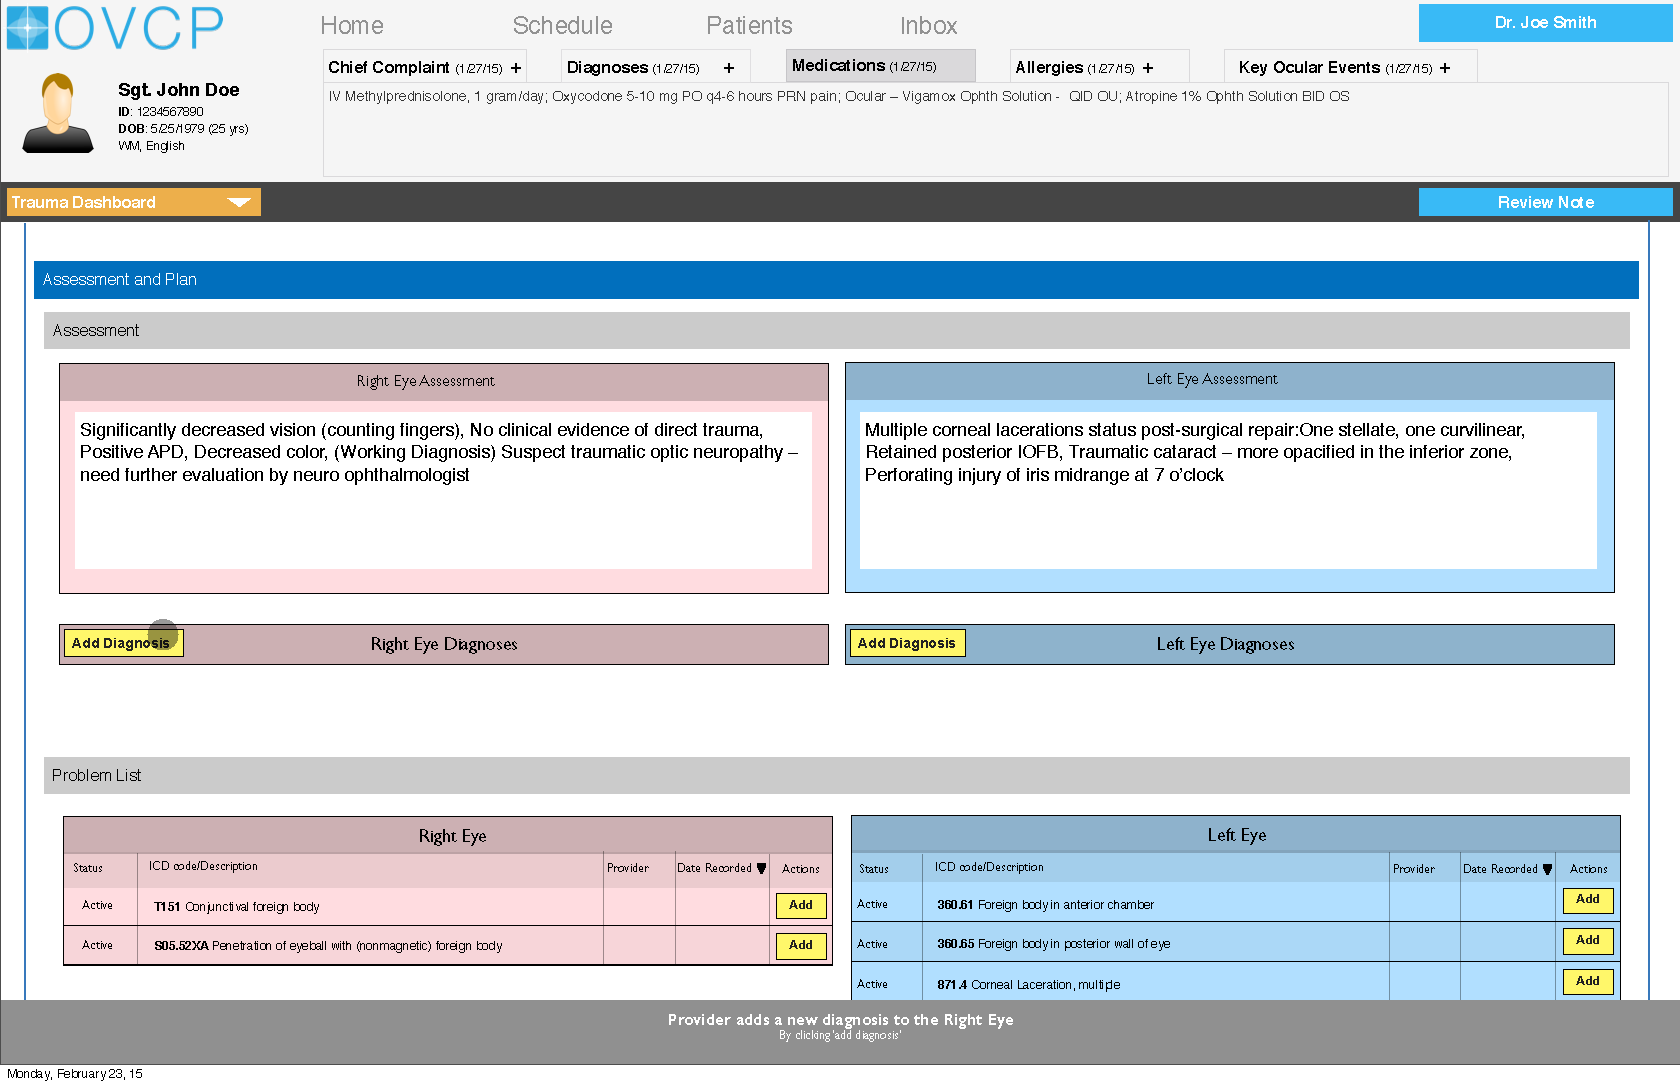 OVCP
Home Schedule Patients Inbox
Dr. Joe Smith
Sgt. John Doe
ID: 1234567890
DOB: 5/25/1979 (25 yrs)
WM, English
Chief Complaint (1/27/15) + Diagnoses (1/27/15) + Medications (1/27/15) Allergies (1/27/15) + Key Ocular Events (1/27/15) +
IV Methylprednisolone, 1 gram/day; Oxycodone 5-10 mg PO q4-6 hours PRN pain; Ocular – Vigamox Ophth Solution - QID OU; Atropine 1% Ophth Solution BID OS
Trauma Dashboard
Review Note
Assessment and Plan
Assessment
Right Eye Assessment
Significantly decreased vision (counting fingers), No clinical evidence of direct trauma,
Positive APD, Decreased color, (Working Diagnosis) Suspect traumatic optic neuropathy –
need further evaluation by neuro ophthalmologist
Left Eye Assessment
Multiple corneal lacerations status post-surgical repair:One stellate, one curvilinear,
Retained posterior IOFB, Traumatic cataract – more opacified in the inferior zone,
Perforating injury of iris midrange at 7 o’clock
Add Diagnosis Right Eye Diagnoses
Add Diagnosis Left Eye Diagnoses
Problem List
Right Eye
Status ICD code/Description Provider Date Recorded ▼ Actions
Active T151 Conjunctival foreign body Add
Active S05.52XA Penetration of eyeball with (nonmagnetic) foreign body Add
Left Eye
Status ICD code/Description Provider Date Recorded ▼ Actions
Active 360.61 Foreign body in anterior chamber Add
Active 360.65 Foreign body in posterior wall of eye Add
Active 871.4 Corneal Laceration, multiple Add
Provider adds a new diagnosis to the Right Eye
By clicking 'add diagnosis'
Monday, February 23, 15